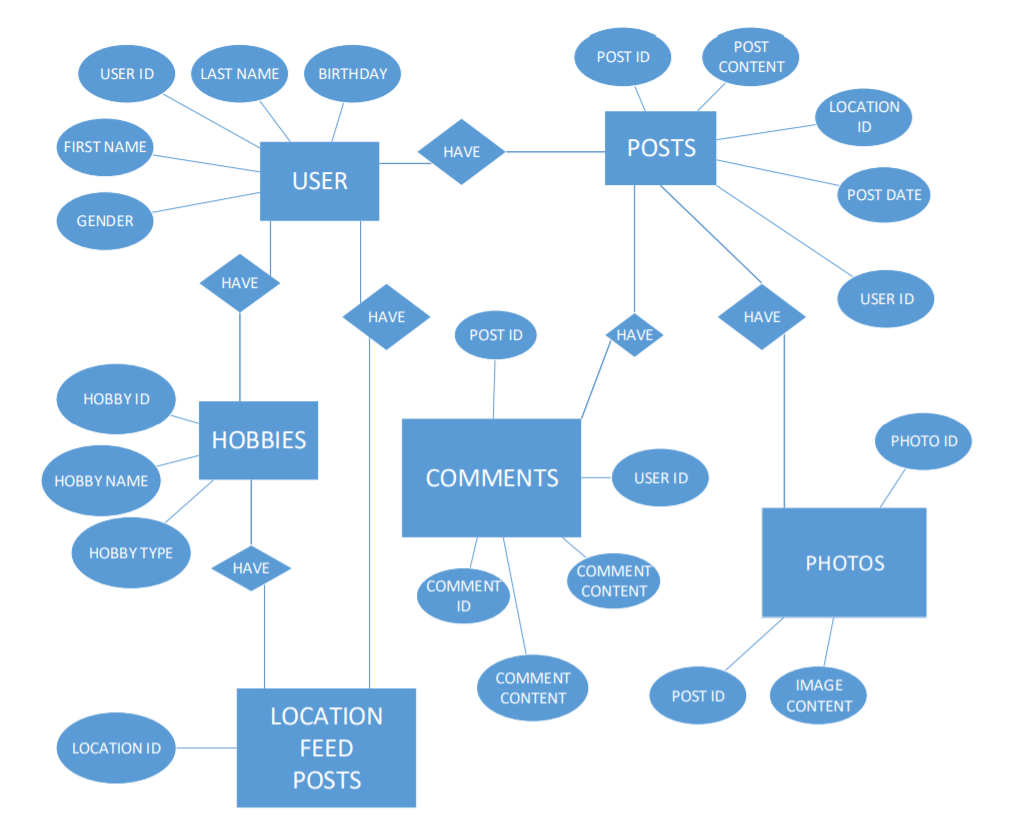 USER ID
LAST NAME
BIRTHDAY
FIRST NAME
GENDER
USER
HAVE
POST ID
POST
CONTENT
LOCATION
ID
POSTS
POST DATE
USER ID
HAVE
HAVE
HAVE
HAVE
POST ID
HOBBY ID
HOBBIES
HOBBY NAME
HOBBY TYPE
HAVE
COMMENTS
USER ID
COMMENT
ID
COMMENT
CONTENT
COMMENT
CONTENT
PHOTO ID
PHOTOS
POST ID
IMAGE
CONTENT
LOCATION ID
LOCATION
FEED
POSTS